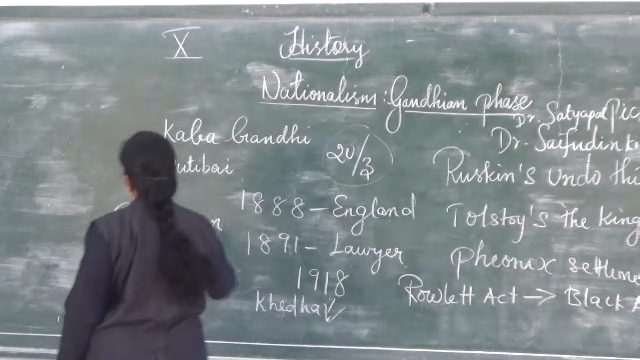 X History
Nationalism : Gandhian phase
Dr. Satyapal
Dr. Saifudin
Kaba Gandhi 20/3
utibai
Ruskin's Undo
1888 - England
Tolstoy's The King
1891 - Lawyer
Pheonix settleme
1918
Khedha
Rowlett Act → Black